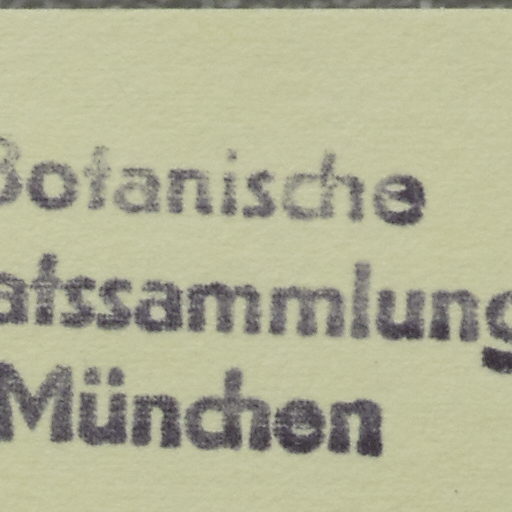 Botanische
atssammlung
München